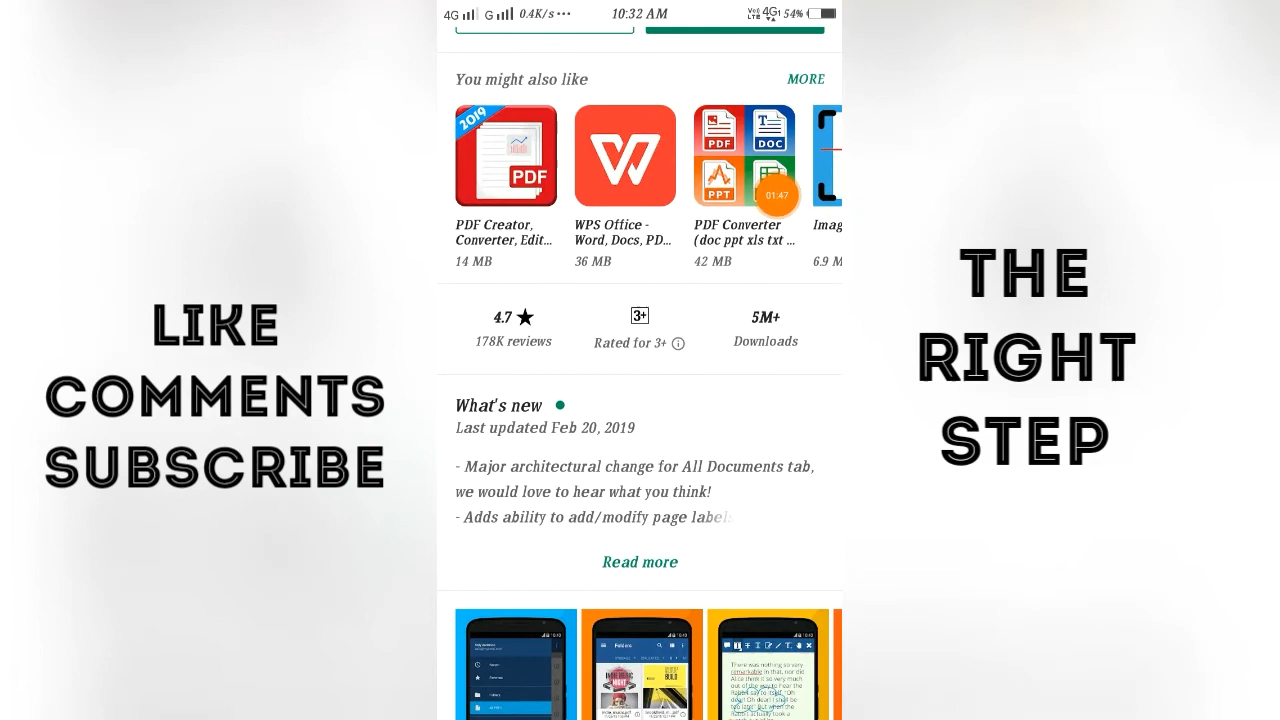 4G G 0.4K/s ••• 10:32 AM VoLTE 4G 54%
You might also like MORE
2019
PDF
W
PDF DOC
PPT
01:47
PDF Creator, Converter, Edit...
WPS Office - Word, Docs, PD...
PDF Converter (doc ppt xls txt ...
Imag
14 MB 36 MB 42 MB 6.9 M
4.7 ★ 3+ 5M+
178K reviews Rated for 3+ Downloads
What's new
Last updated Feb 20, 2019
- Major architectural change for All Documents tab,
we would love to hear what you think!
- Adds ability to add/modify page labels
Read more
Folders
LIKE
COMMENTS
SUBSCRIBE
THE
RIGHT
STEP